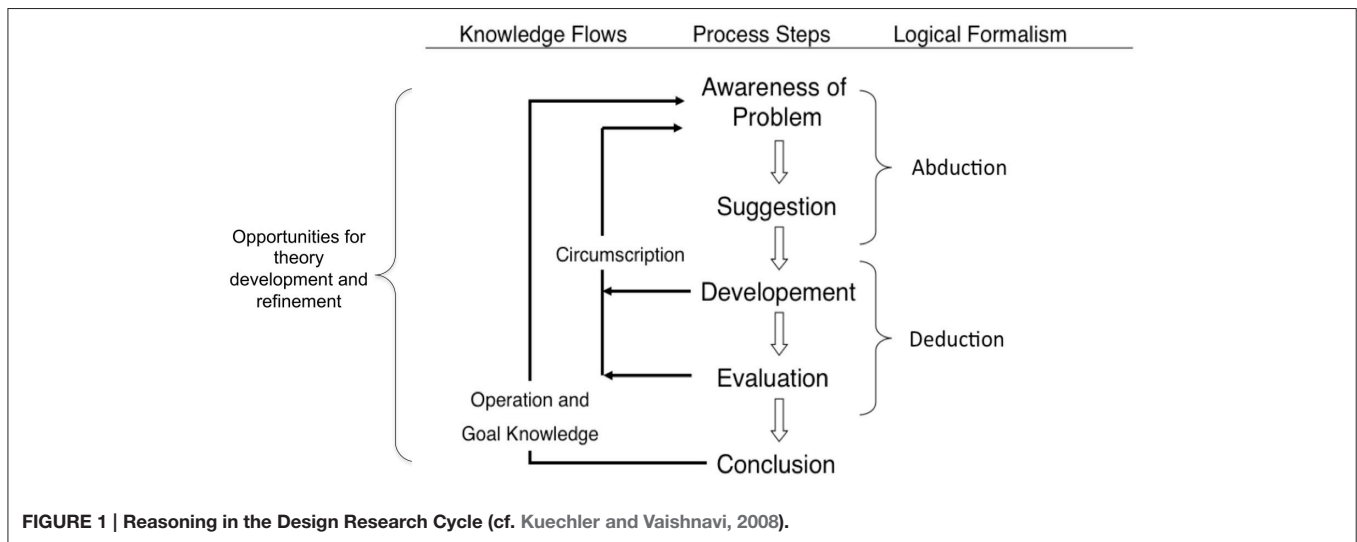 Knowledge Flows Process Steps Logical Formalism
Awareness of
Problem
Abduction
Suggestion
Opportunities for
theory
development and
refinement
Circumscription
Developement
Deduction
Evaluation
Operation and
Goal Knowledge
Conclusion
FIGURE 1 | Reasoning in the Design Research Cycle (cf. Kuechler and Vaishnavi, 2008).